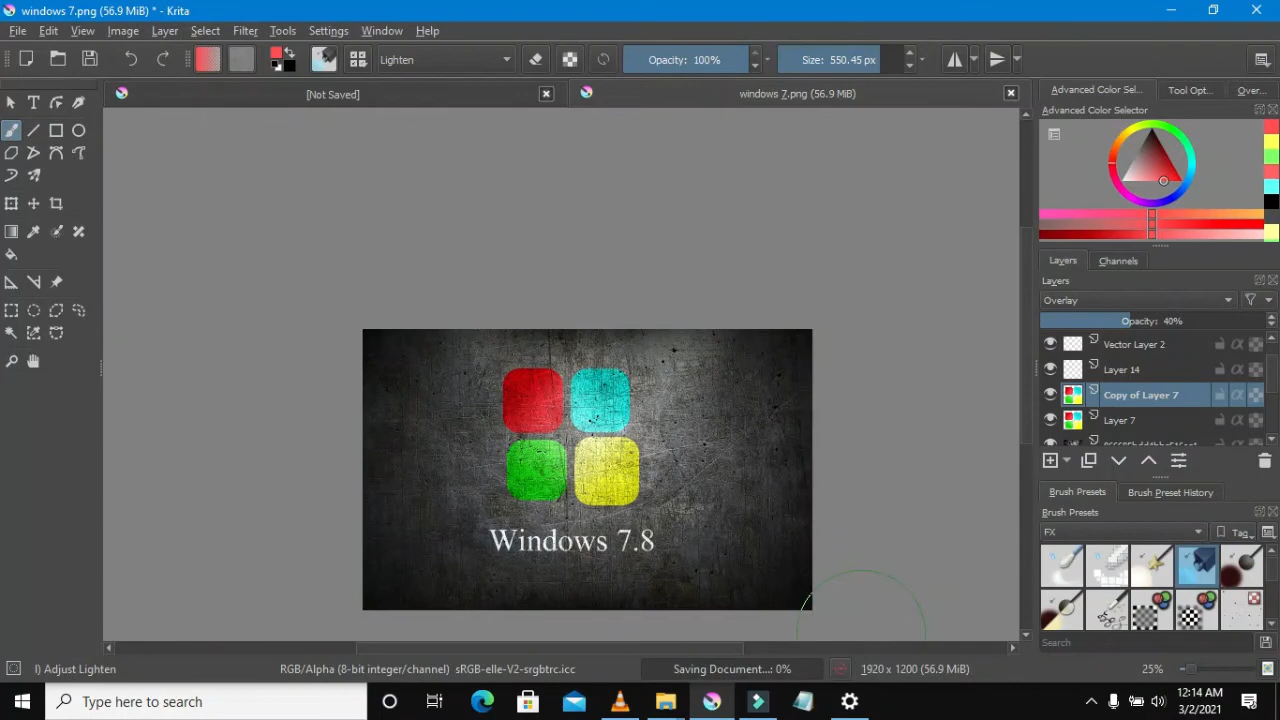 windows 7.png (56.9 MiB) * - Krita
File Edit View Image Layer Select Filter Tools Settings Window Help
Lighten
Opacity: 100%
Size: 550.45 px
[Not Saved]
windows 7.png (56.9 MiB)
Advanced Color Sel...
Tool Opt...
Over...
Advanced Color Selector
Layers
Channels
Layers
Overlay
Opacity: 40%
Vector Layer 2
Layer 14
Copy of Layer 7
Layer 7
Windows 7.8
Brush Presets
Brush Preset History
Brush Presets
FX
Tag
Search
I) Adjust Lighten
RGB/Alpha (8-bit integer/channel) sRGB-elle-V2-srgbtrc.icc
Saving Document...: 0%
1920 x 1200 (56.9 MiB)
25%
Type here to search
12:14 AM
3/2/2021